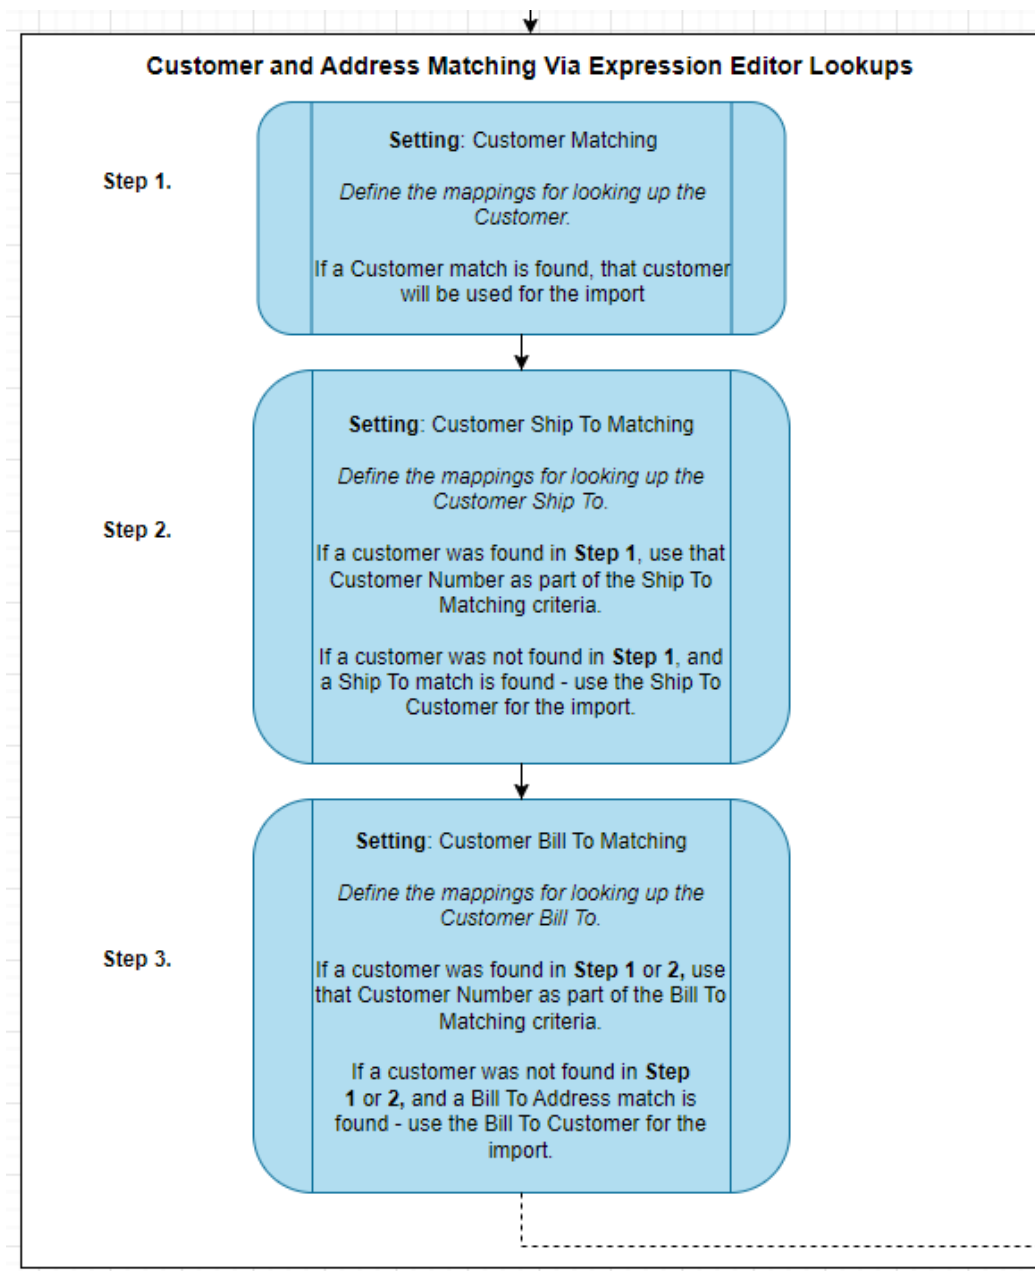 Customer and Address Matching Via Expression Editor Lookups
Step 1.
Setting: Customer Matching
Define the mappings for looking up the
Customer.
If a Customer match is found, that customer
will be used for the import
Step 2.
Setting: Customer Ship To Matching
Define the mappings for looking up the
Customer Ship To.
If a customer was found in Step 1, use that
Customer Number as part of the Ship To
Matching criteria.
If a customer was not found in Step 1, and
a Ship To match is found - use the Ship To
Customer for the import.
Step 3.
Setting: Customer Bill To Matching
Define the mappings for looking up the
Customer Bill To.
If a customer was found in Step 1 or 2, use
that Customer Number as part of the Bill To
Matching criteria.
If a customer was not found in Step
1 or 2, and a Bill To Address match is
found - use the Bill To Customer for the
import.